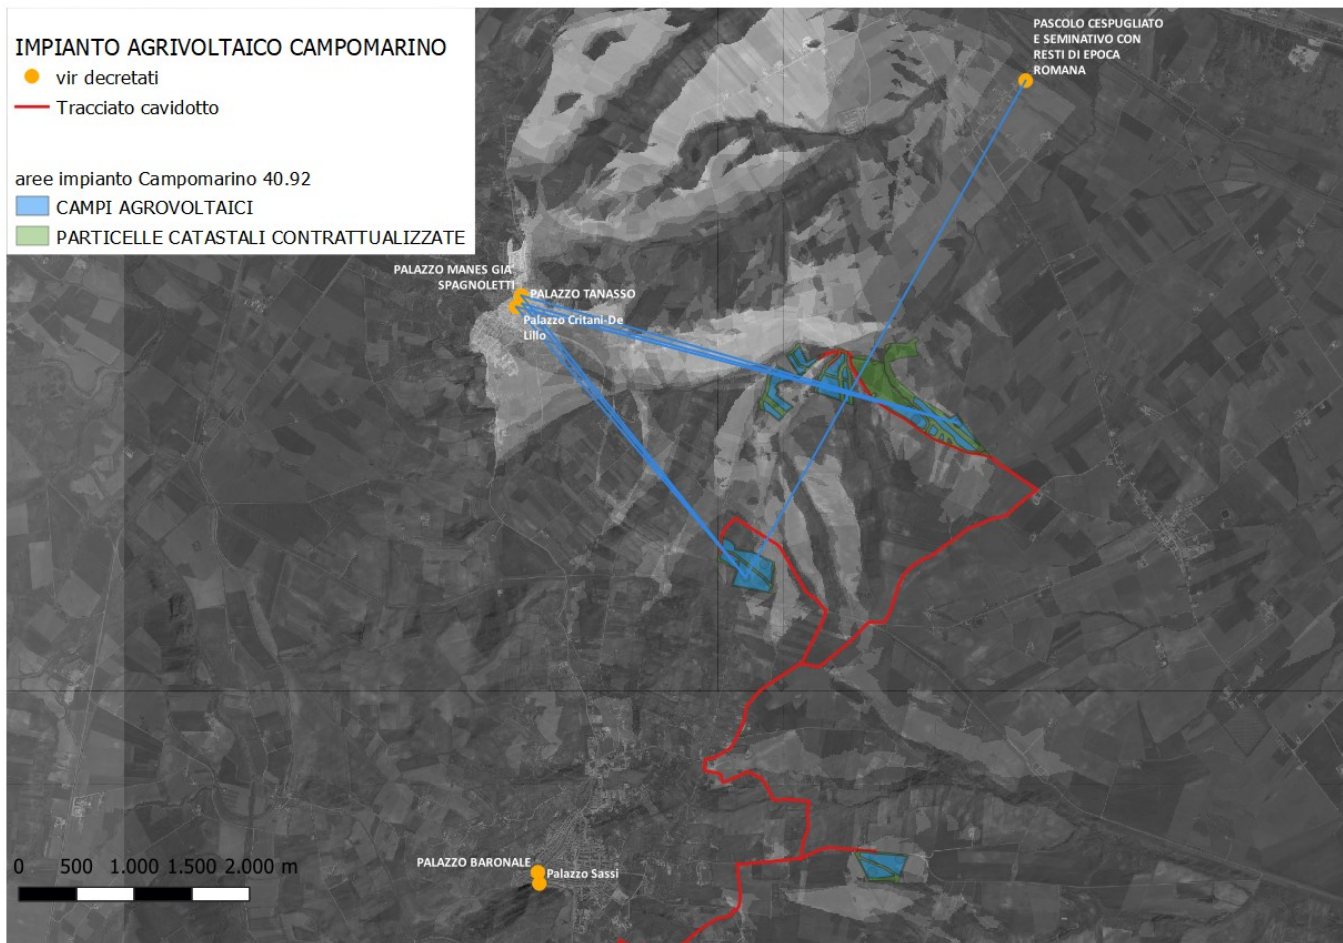 IMPIANTO AGRIVOLTAICO CAMPOMARINO
vir decretati
Tracciato cavidotto
aree impianto Campomarino 40.92
CAMPI AGROVOLTAICI
PARTICELLE CATASTALI CONTRATTUALIZZATE
PASCOLO CESPUGLIATO
E SEMINATIVO CON
RESTI DI EPOCA
ROMANA
PALAZZO MANES GIA'
SPAGNOLETTI
PALAZZO TANASSO
Palazzo Critani-De
Lillo
PALAZZO BARONALE
Palazzo Sassi
0 500 1.000 1.500 2.000 m